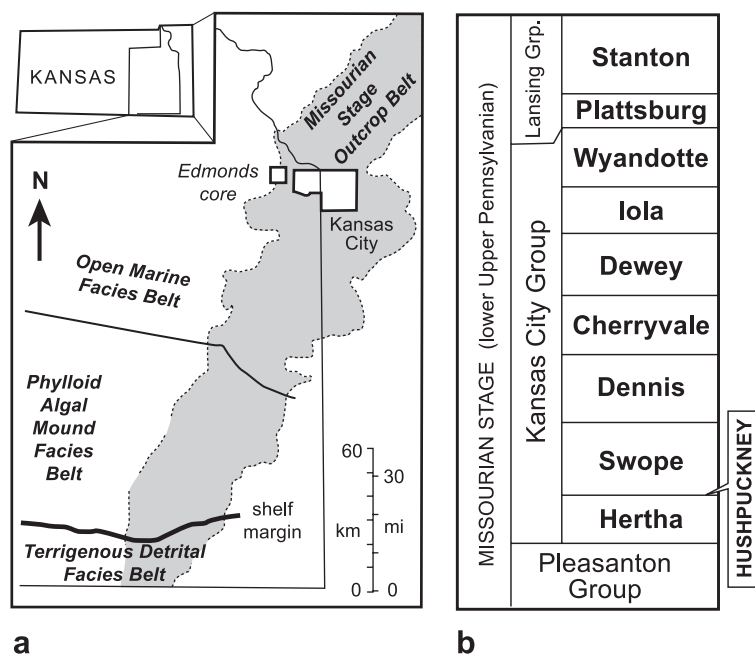 KANSAS
Missourian
Stage
Outcrop Belt
Edmonds
core
N
Kansas
City
Open Marine
Facies Belt
Phylloid
Algal
Mound
Facies
Belt
60
30
km
mi
0
0
shelf
margin
Terrigenous Detrital
Facies Belt
a
MISSOURIAN STAGE (lower Upper Pennsylvanian)
Lansing Grp.
Kansas City Group
Stanton
Plattsburg
Wyandotte
Iola
Dewey
Cherryvale
Dennis
Swope
Hertha
Pleasanton
Group
HUSHPUCKNEY
b